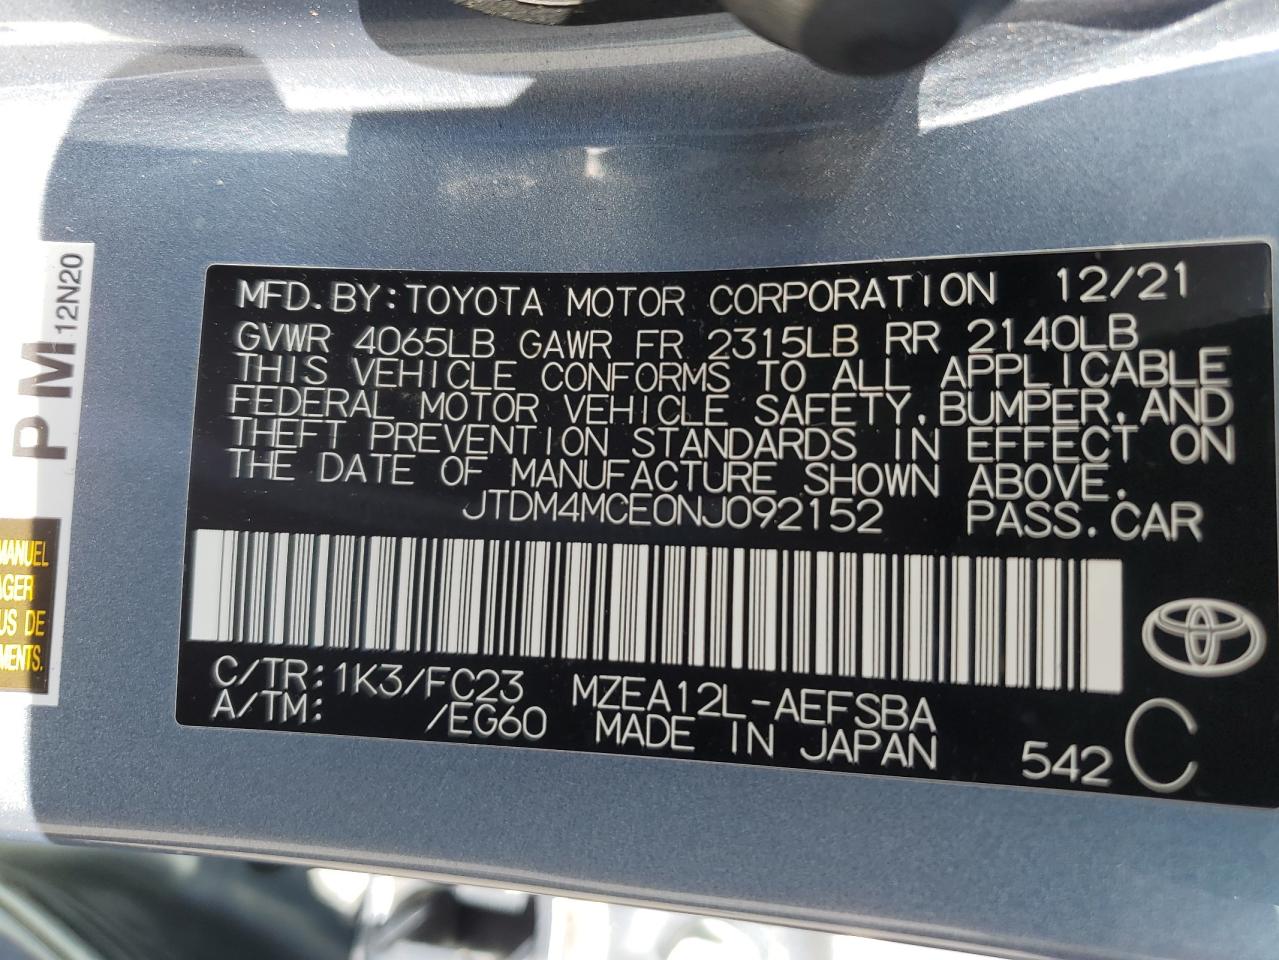 MFD.BY:TOYOTA MOTOR CORPORATION 12/21
GVWR 4065LB GAWR FR 2315LB RR 2140LB
THIS VEHICLE CONFORMS TO ALL APPLICABLE
FEDERAL MOTOR VEHICLE SAFETY,BUMPER,AND
THEFT PREVENTION STANDARDS IN EFFECT ON
THE DATE OF MANUFACTURE SHOWN ABOVE.
JTDM4MCE0NJ092152 PASS.CAR
C/TR:1K3/FC23 MZEA12L-AEFSBA
A/TM: /EG60 MADE IN JAPAN 542 C
PM 12N20
MANUEL
US DE